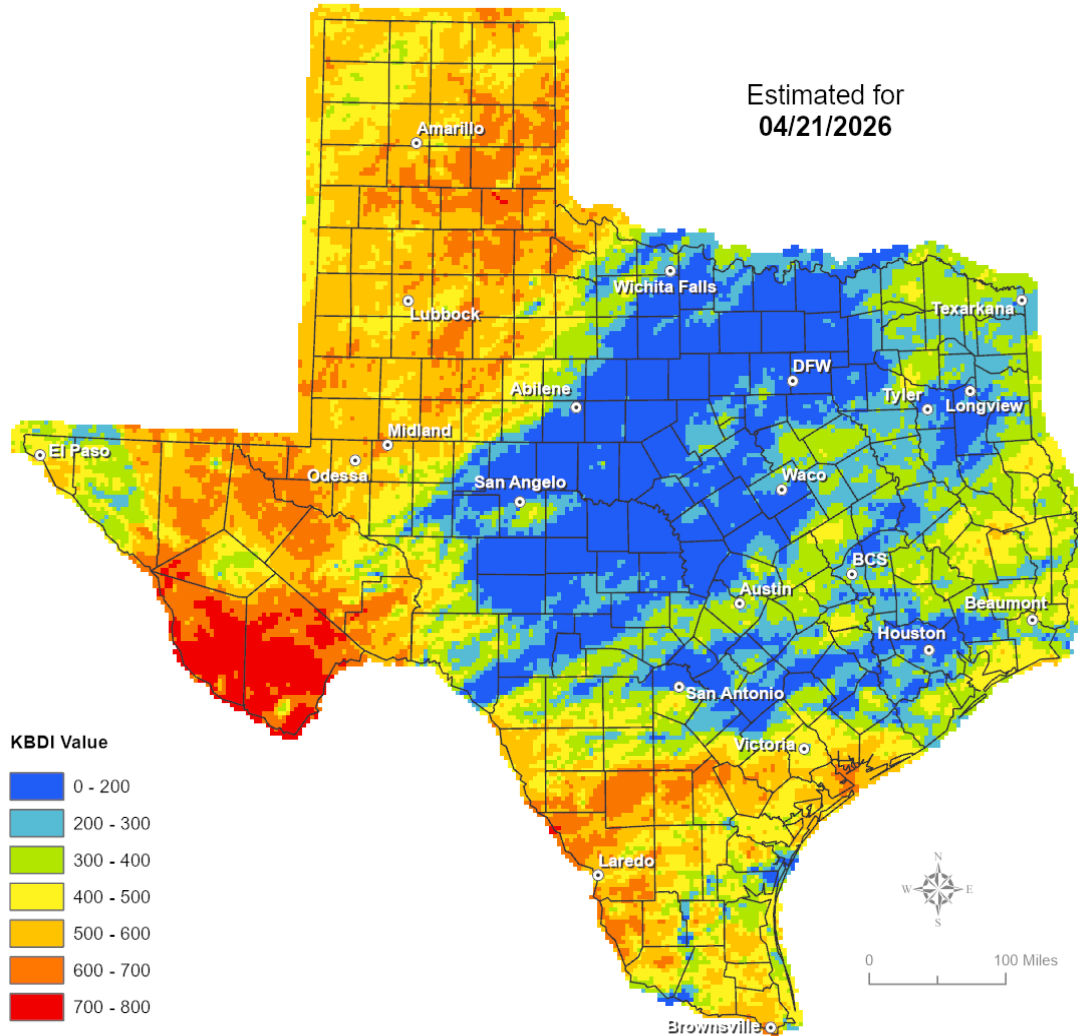 Estimated for
04/21/2026
Amarillo
Wichita Falls
Lubbock
Texarkana
DFW
Abilene
Tyler
Longview
Midland
El Paso
Odessa
San Angelo
Waco
BCS
Austin
Beaumont
Houston
San Antonio
Victoria
Laredo
Brownsville
KBDI Value
0 - 200
200 - 300
300 - 400
400 - 500
500 - 600
600 - 700
700 - 800
N
W
E
S
0
100 Miles